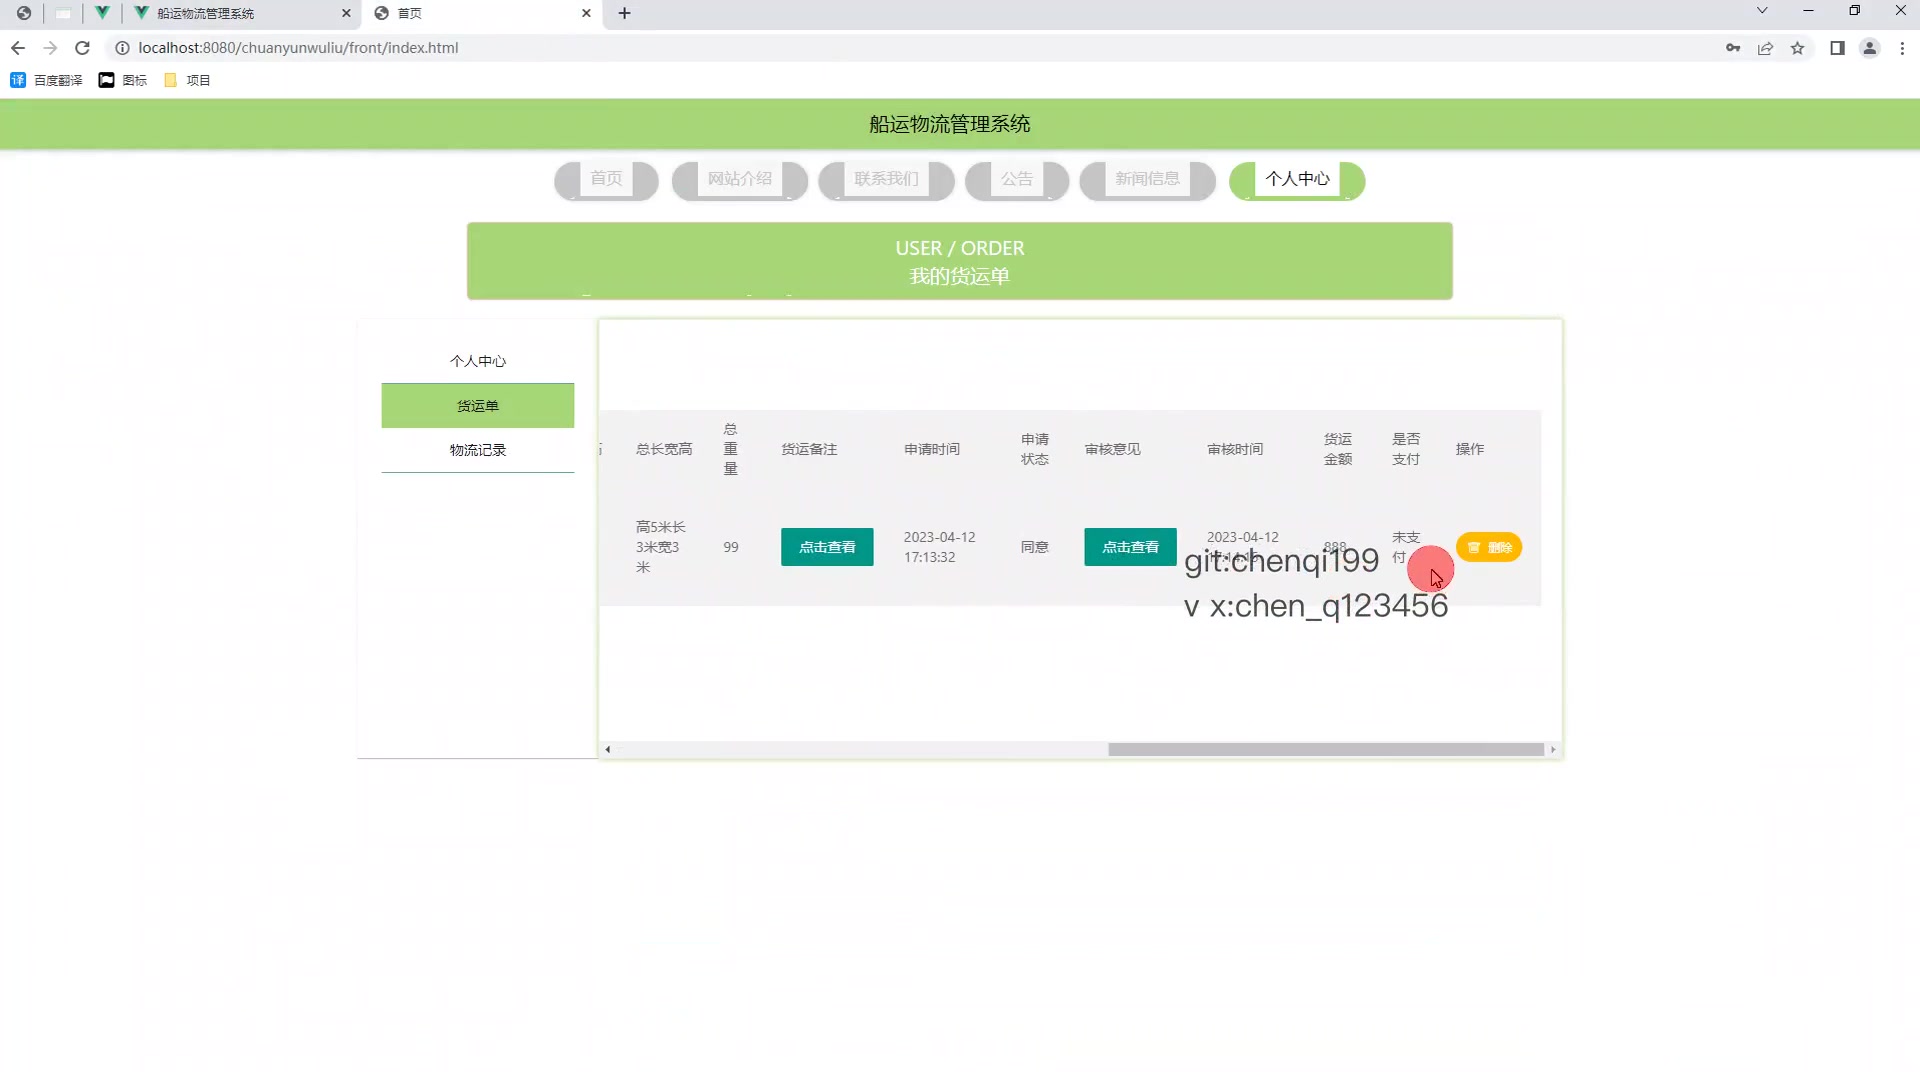 船运物流管理系统
首页
localhost:8080/chuanyunwuliu/front/index.html
百度翻译
图标
项目
船运物流管理系统
首页
网站介绍
联系我们
公告
新闻信息
个人中心
USER / ORDER
我的货运单
个人中心
货运单
物流记录
总长宽高
总
重
量
货运备注
申请时间
申请
状态
审核意见
审核时间
货运
金额
是否
支付
操作
高5米长
3米宽3
米
99
点击查看
2023-04-12
17:13:32
同意
点击查看
2023-04-12
888
未支
付
删除
git:chenqi199
v x:chen_q123456